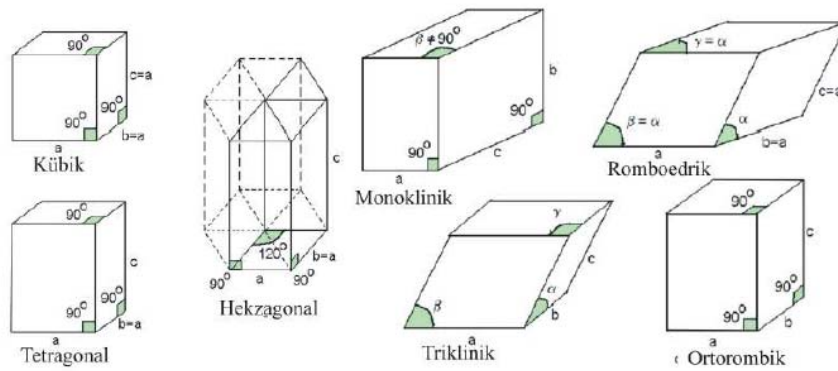 90°
c=a
90°
90°
a
b=a
Kübik
90°
c
90°
90°
a
b=a
Tetragonal
c
120°
b=a
90°
a
90°
Hekzagonal
β ≠ 90°
b
90°
90°
a
c
Monoklinik
γ = α
c=a
β = α
α
a
b=a
Romboedrik
γ
c
β
α
a
b
Triklinik
90°
c
90°
90°
a
b
Ortorombik